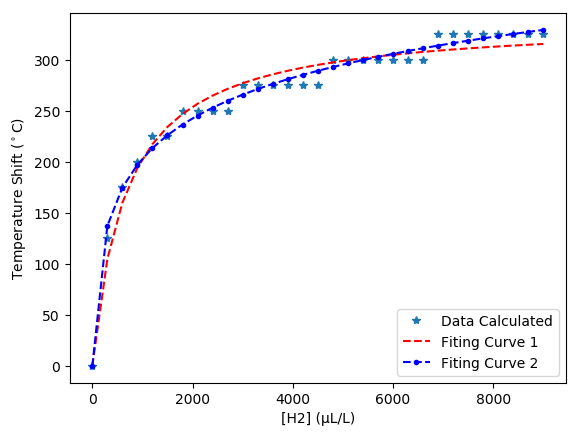 Temperature Shift (°C)
300
250
200
150
100
50
0
0 2000 4000 6000 8000
[H2] (μL/L)
Data Calculated
Fiting Curve 1
Fiting Curve 2